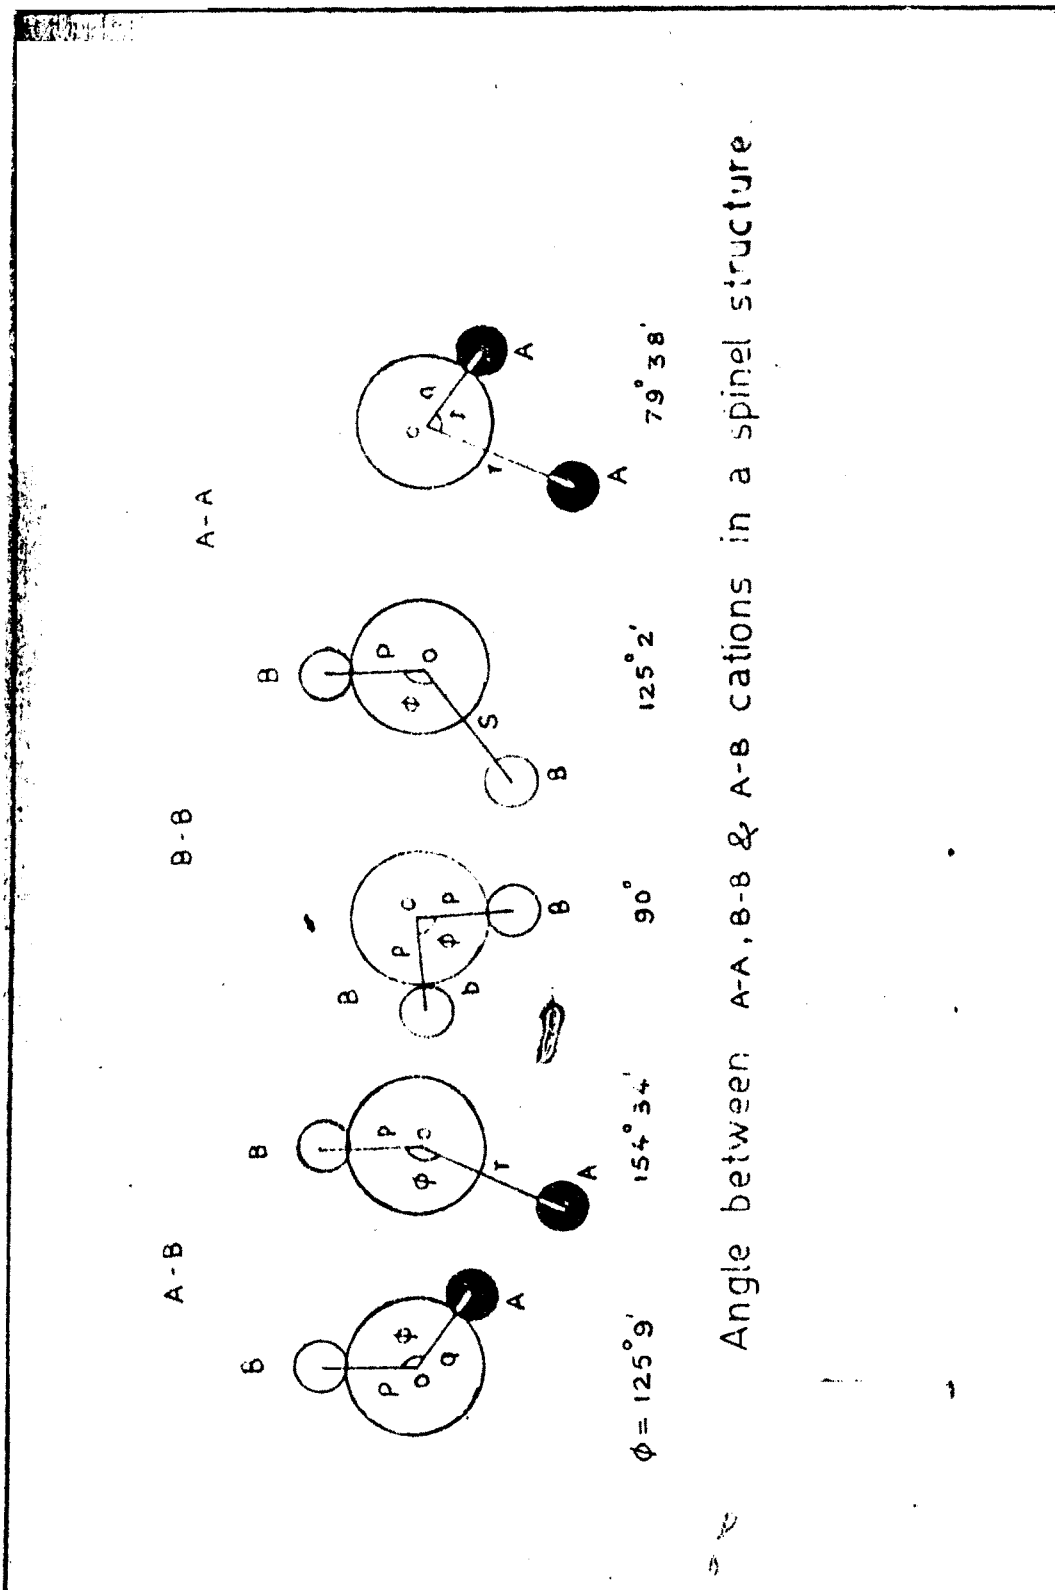 A-B B-B A-A
B B B B
P φ O q A
P φ O r A
P C P φ b B
P O φ S B
C q r A A
φ = 125° 9' 154° 34' 90° 125° 2' 79° 38'
Angle between A-A, B-B & A-B cations in a spinel structure